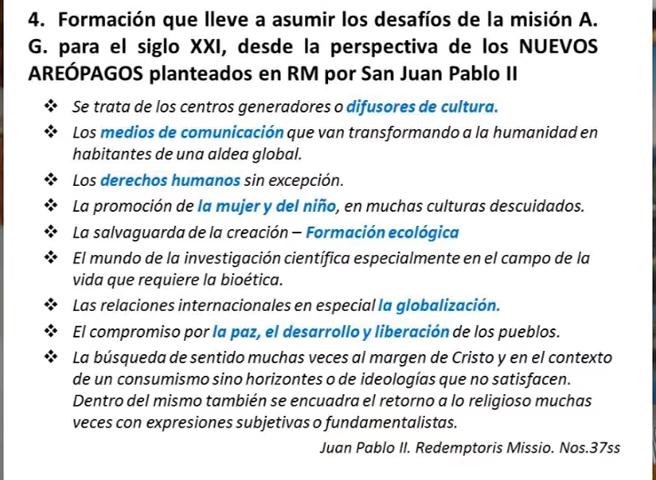 4. Formación que lleve a asumir los desafíos de la misión A.
G. para el siglo XXI, desde la perspectiva de los NUEVOS
AREÓPAGOS planteados en RM por San Juan Pablo II
❖ Se trata de los centros generadores o difusores de cultura.
❖ Los medios de comunicación que van transformando a la humanidad en
habitantes de una aldea global.
❖ Los derechos humanos sin excepción.
❖ La promoción de la mujer y del niño, en muchas culturas descuidados.
❖ La salvaguarda de la creación – Formación ecológica
❖ El mundo de la investigación científica especialmente en el campo de la
vida que requiere la bioética.
❖ Las relaciones internacionales en especial la globalización.
❖ El compromiso por la paz, el desarrollo y liberación de los pueblos.
❖ La búsqueda de sentido muchas veces al margen de Cristo y en el contexto
de un consumismo sino horizontes o de ideologías que no satisfacen.
Dentro del mismo también se encuadra el retorno a lo religioso muchas
veces con expresiones subjetivas o fundamentalistas.
Juan Pablo II. Redemptoris Missio. Nos.37ss